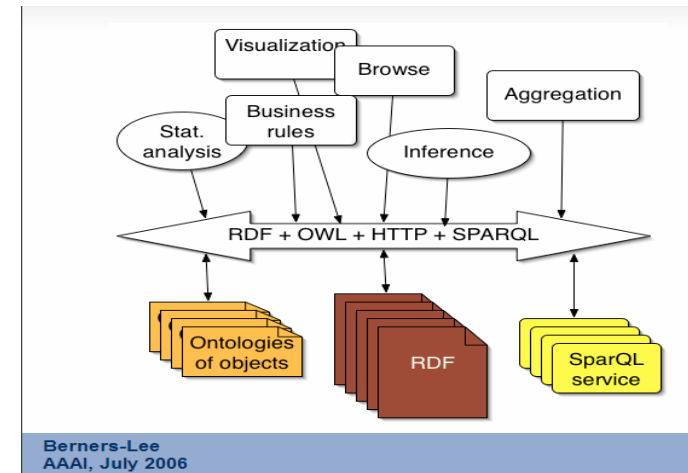 Visualization
Browse
Aggregation
Business
rules
Stat.
analysis
Inference
RDF + OWL + HTTP + SPARQL
Ontologies
of objects
RDF
SparQL
service
Berners-Lee
AAAI, July 2006